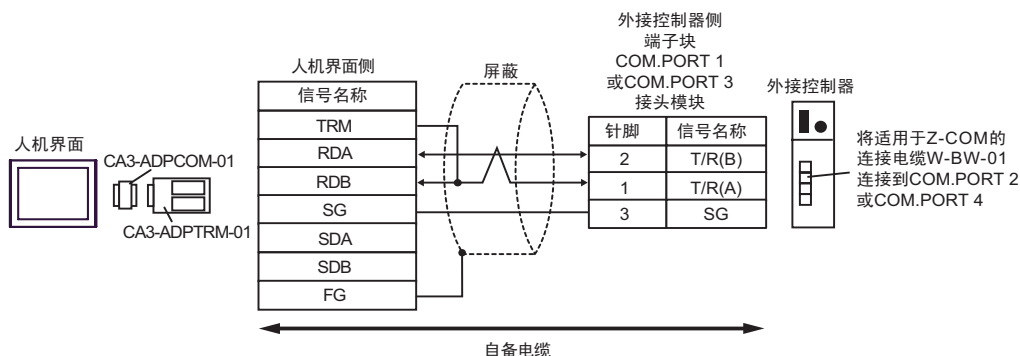 人机界面
CA3-ADPCOM-01
CA3-ADPTRM-01
人机界面侧
信号名称
TRM
RDA
RDB
SG
SDA
SDB
FG
屏蔽
外接控制器侧
端子块
COM.PORT 1
或COM.PORT 3
接头模块
针脚 信号名称
2 T/R(B)
1 T/R(A)
3 SG
外接控制器
将适用于Z-COM的
连接电缆W-BW-01
连接到COM.PORT 2
或COM.PORT 4
自备电缆